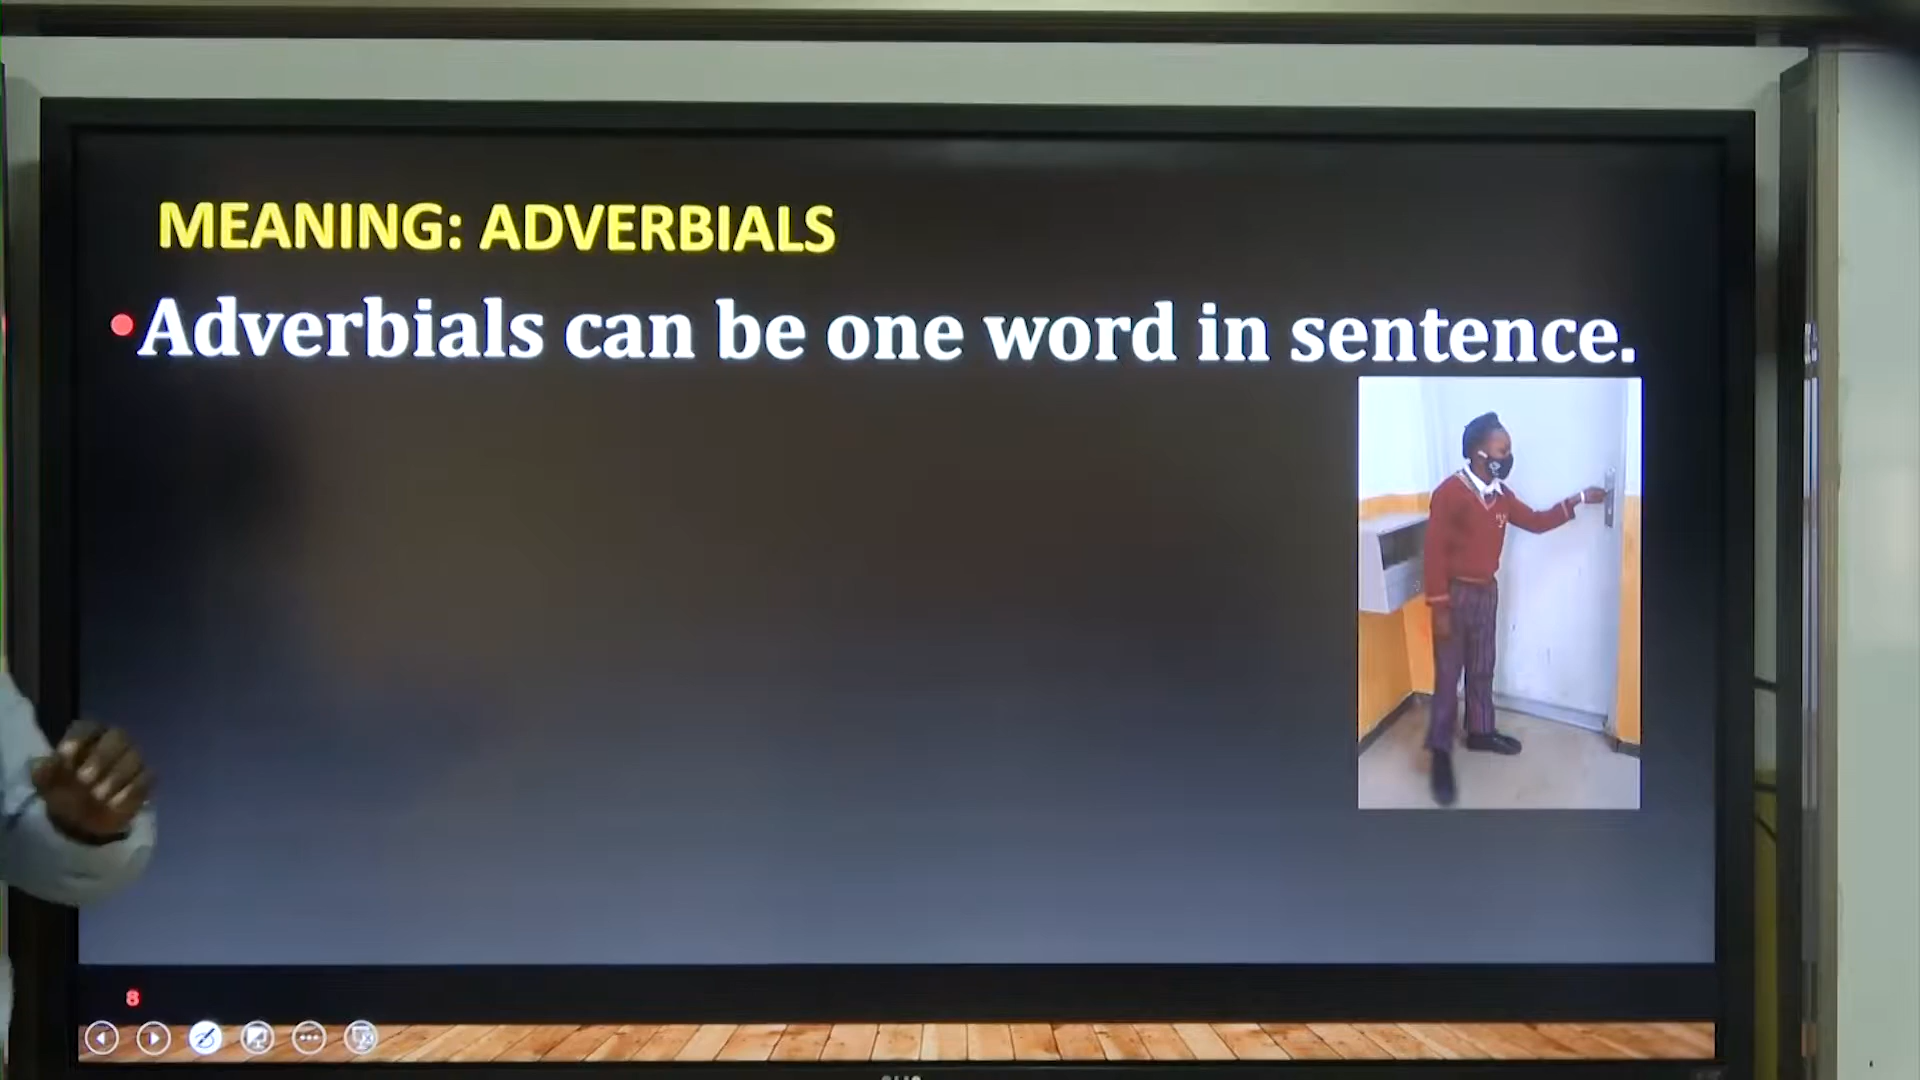 MEANING: ADVERBIALS
•Adverbials can be one word in sentence.
8